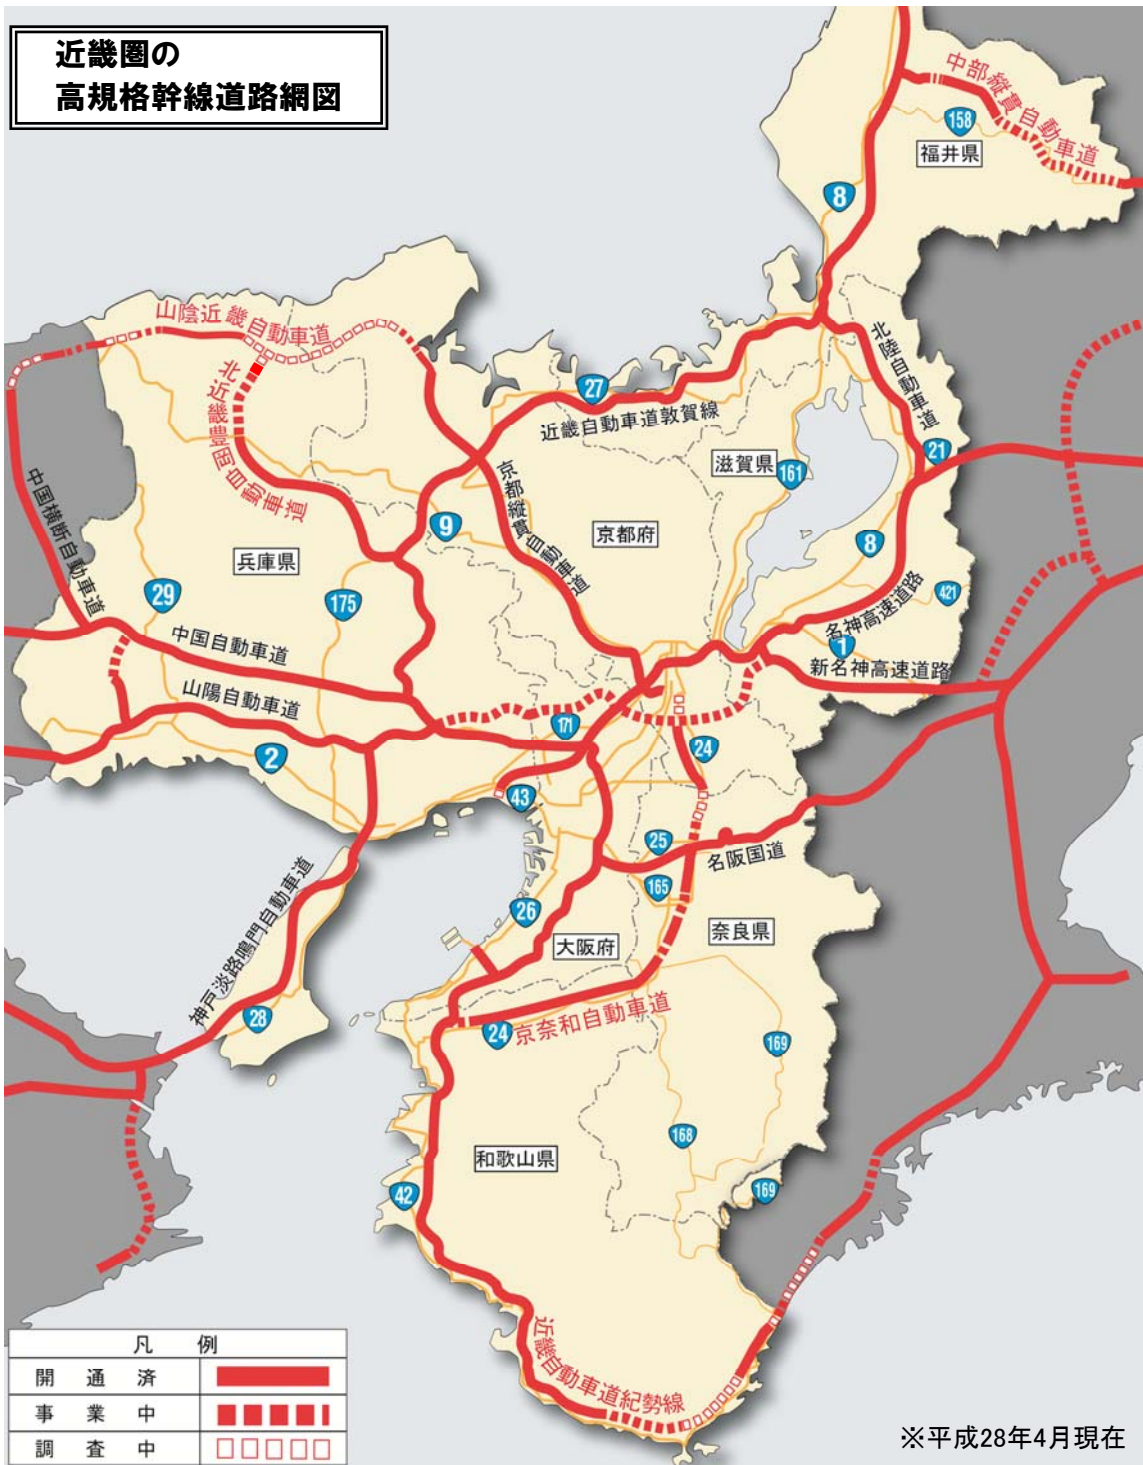 近畿圏の
高規格幹線道路網図
中部縦貫自動車道
158
福井県
8
山陰近畿自動車道
北陸自動車道
27
近畿自動車道敦賀線
北近畿豊岡自動車道
21
滋賀県
161
中国横断自動車道
京都縦貫自動車道
9
京都府
8
兵庫県
29
175
421
名神高速道路
1
新名神高速道路
中国自動車道
山陽自動車道
171
24
2
43
25
名阪国道
165
神戸淡路鳴門自動車道
26
大阪府
奈良県
28
24
京奈和自動車道
169
168
和歌山県
42
169
近畿自動車道紀勢線
凡 例
開 通 済
事 業 中
調 査 中
※平成28年4月現在